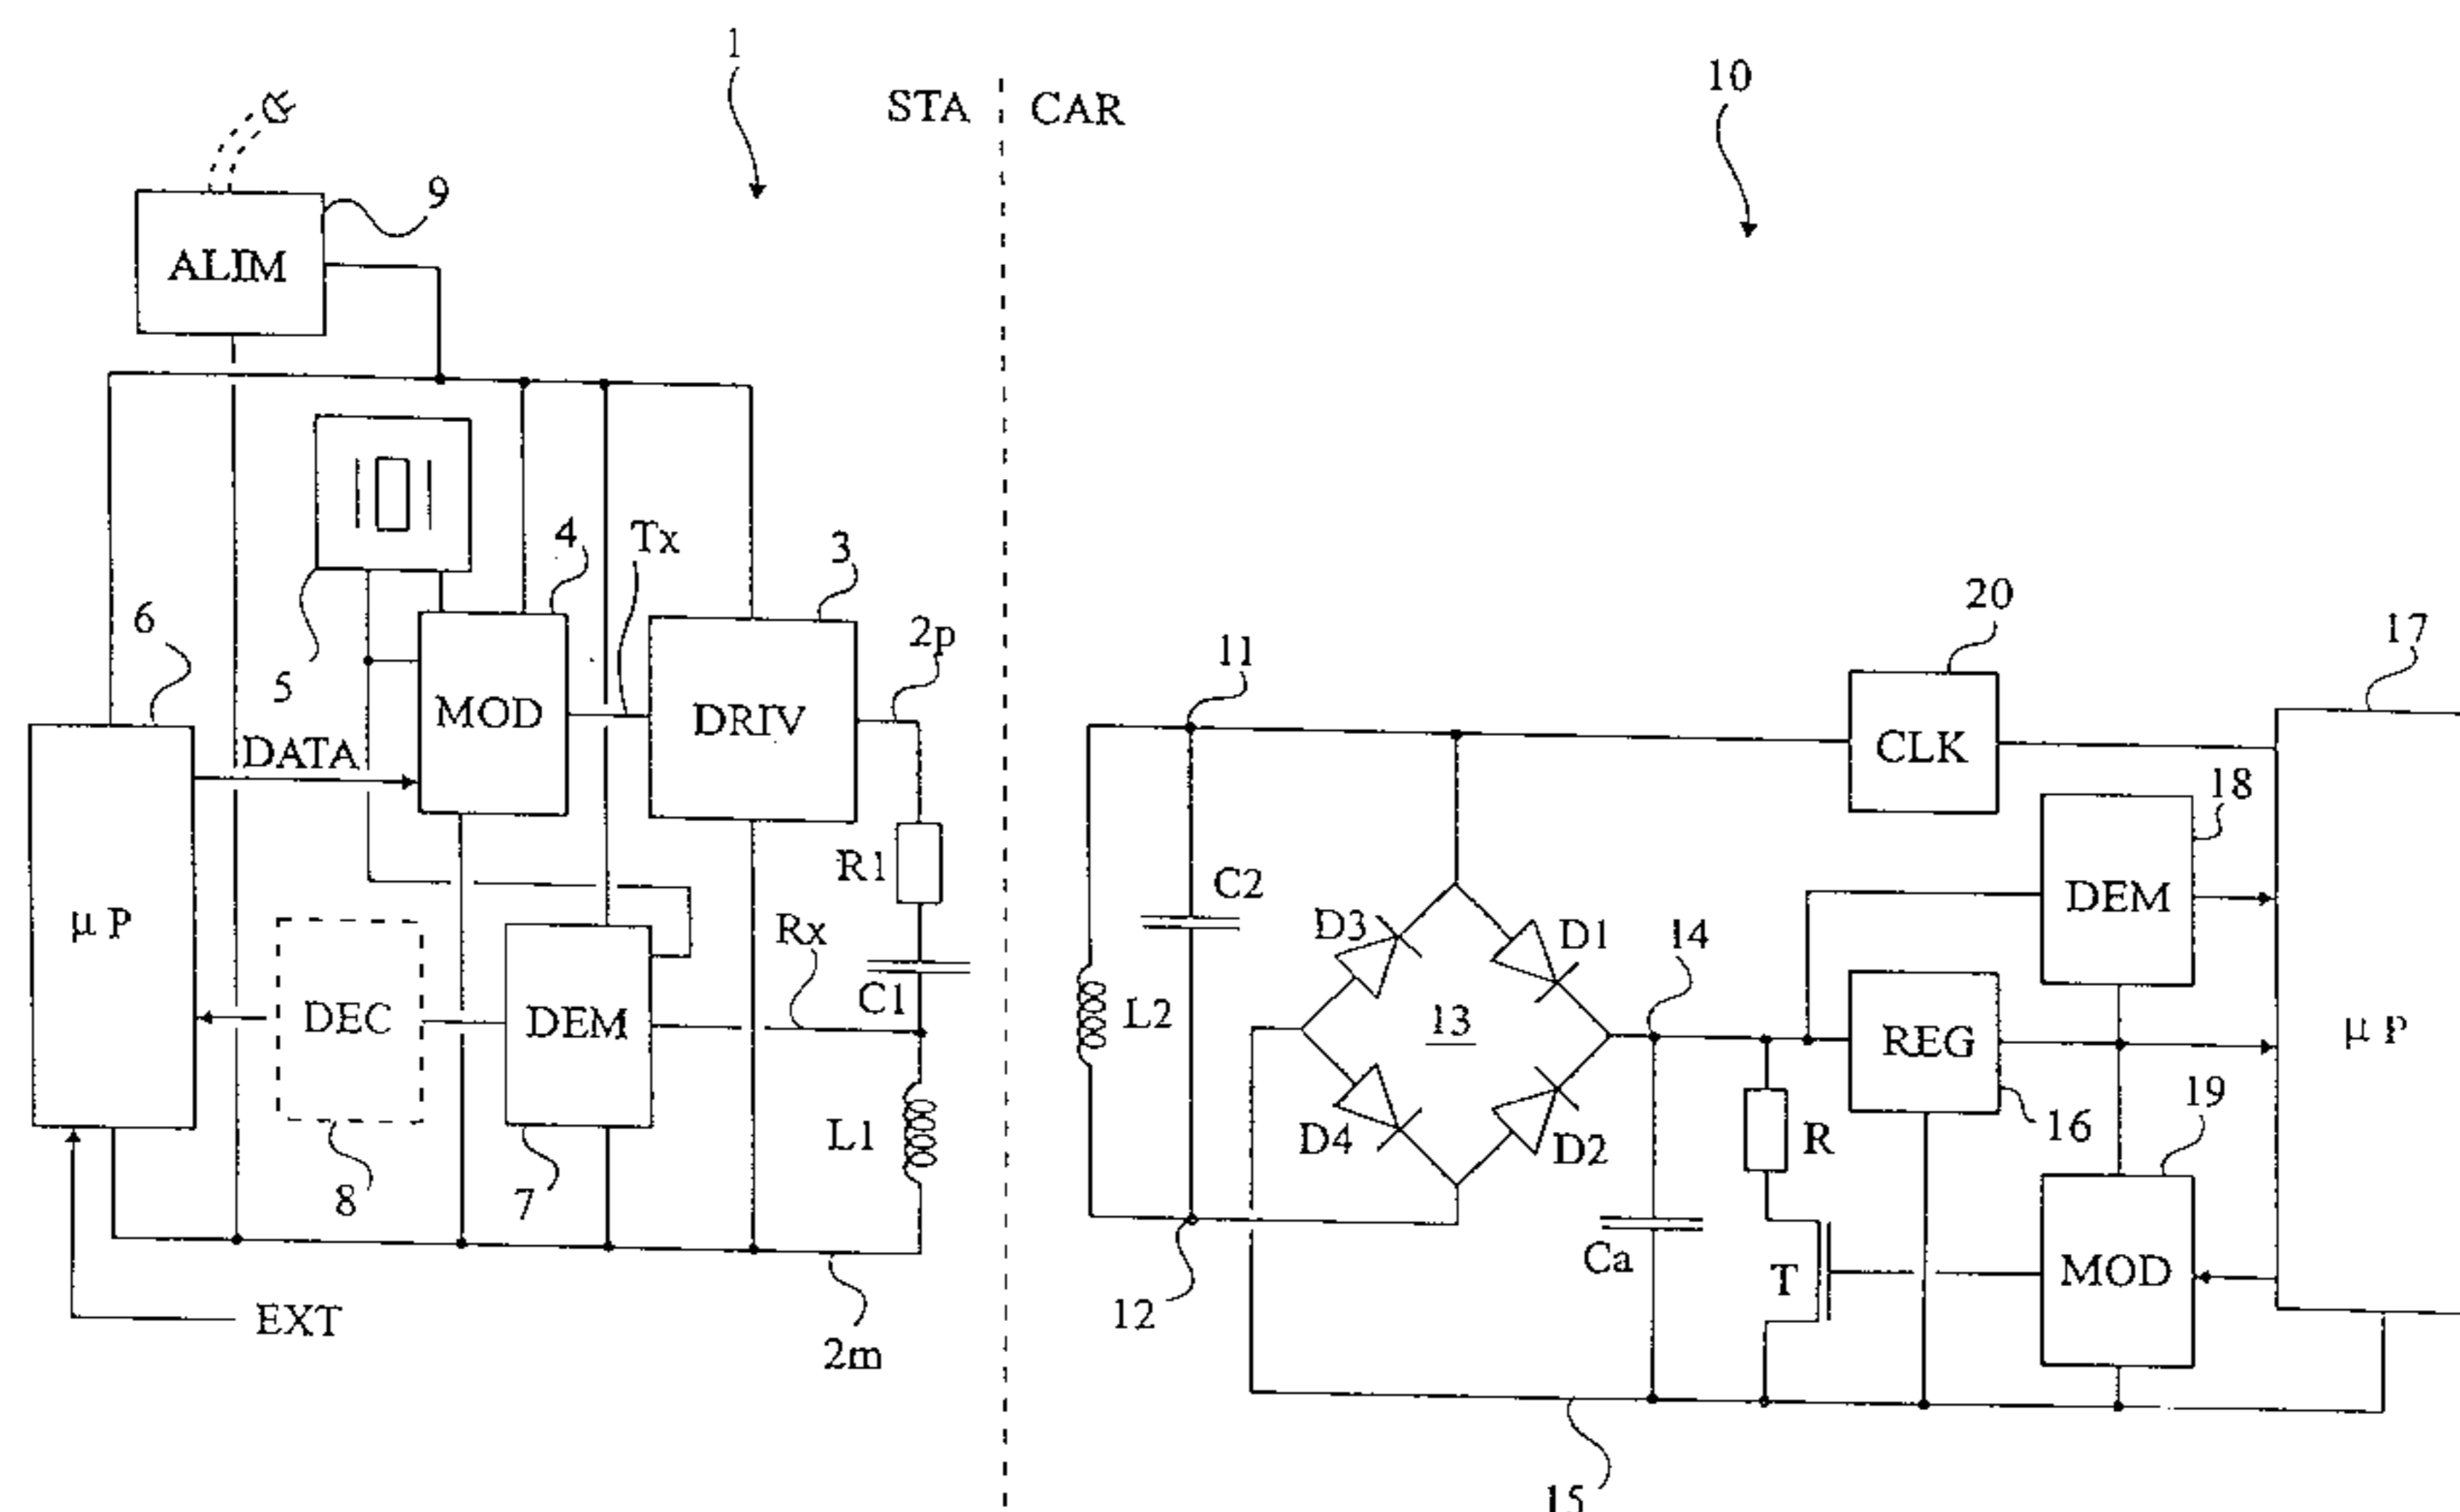 1
STA
CAR
10
9
ALIM
4
Tx
3
6
5
2p
MOD
DRIV
DATA
R1
µ P
Rx
C1
DEC
DEM
L1
8
7
EXT
2m
20
17
11
CLK
18
C2
DEM
D3
D1
14
L2
13
REG
µ P
19
D4
D2
R
16
Ca
T
MOD
12
15